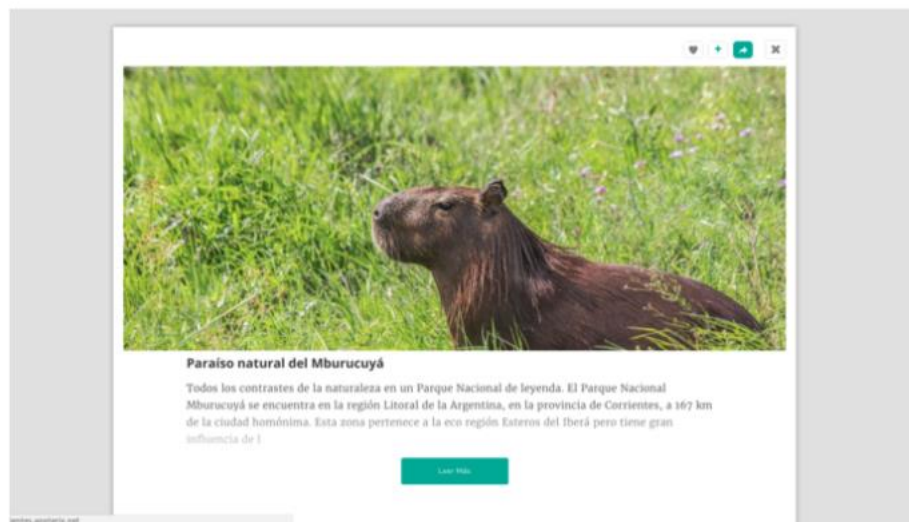 Paraíso natural del Mburucuyá
Todos los contrastes de la naturaleza en un Parque Nacional de leyenda. El Parque Nacional
Mburucuyá se encuentra en la región Litoral de la Argentina, en la provincia de Corrientes, a 167 km
de la ciudad homónima. Esta zona pertenece a la eco región Esteros del Iberá pero tiene gran
influencia de l
Leer Más